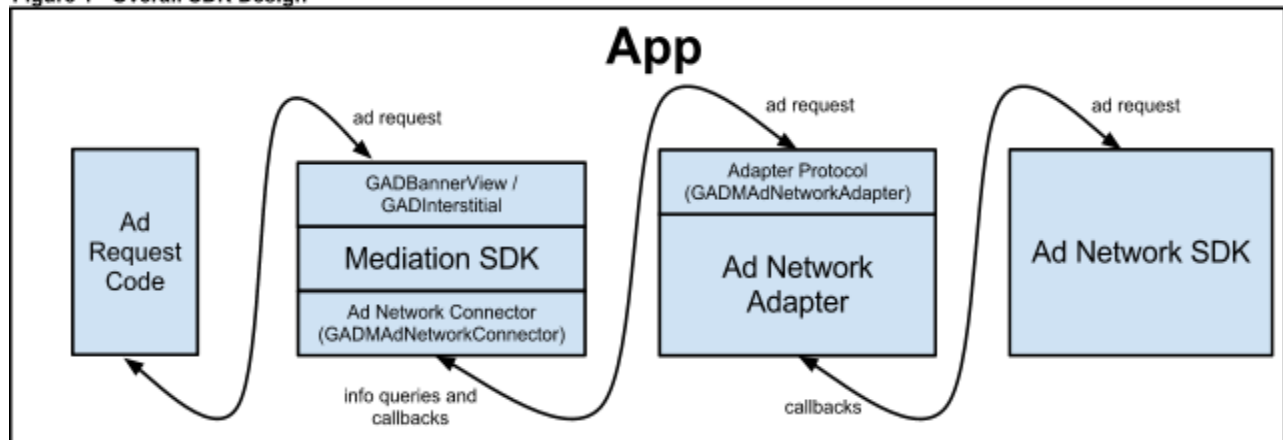 Figure 1 - Overall SDK Design
App
ad request
ad request
ad request
Ad
Request
Code
GADBannerView /
GADInterstitial
Mediation SDK
Ad Network Connector
(GADMAdNetworkConnector)
Adapter Protocol
(GADMAdNetworkAdapter)
Ad Network
Adapter
Ad Network SDK
info queries and
callbacks
callbacks